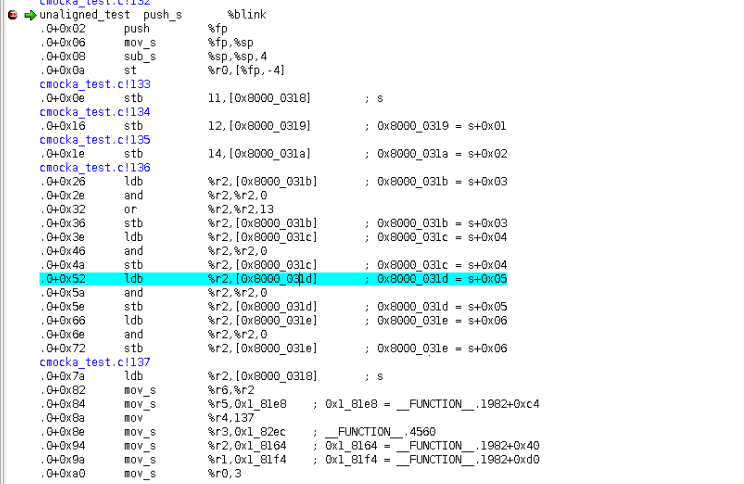 cmocka_test.c!132
unaligned_test push_s %blink
.0+0x02 push %fp
.0+0x06 mov_s %fp,%sp
.0+0x08 sub_s %sp,%sp,4
.0+0x0a st %r0,[%fp,-4]
cmocka_test.c!133
.0+0x0e stb 11,[0x8000_0318] ; s
cmocka_test.c!134
.0+0x16 stb 12,[0x8000_0319] ; 0x8000_0319 = s+0x01
cmocka_test.c!135
.0+0x1e stb 14,[0x8000_031a] ; 0x8000_031a = s+0x02
cmocka_test.c!136
.0+0x26 ldb %r2,[0x8000_031b] ; 0x8000_031b = s+0x03
.0+0x2e and %r2,%r2,0
.0+0x32 or %r2,%r2,13
.0+0x36 stb %r2,[0x8000_031b] ; 0x8000_031b = s+0x03
.0+0x3e ldb %r2,[0x8000_031c] ; 0x8000_031c = s+0x04
.0+0x46 and %r2,%r2,0
.0+0x4a stb %r2,[0x8000_031c] ; 0x8000_031c = s+0x04
.0+0x52 ldb %r2,[0x8000_031d] ; 0x8000_031d = s+0x05
.0+0x5a and %r2,%r2,0
.0+0x5e stb %r2,[0x8000_031d] ; 0x8000_031d = s+0x05
.0+0x66 ldb %r2,[0x8000_031e] ; 0x8000_031e = s+0x06
.0+0x6e and %r2,%r2,0
.0+0x72 stb %r2,[0x8000_031e] ; 0x8000_031e = s+0x06
cmocka_test.c!137
.0+0x7a ldb %r2,[0x8000_0318] ; s
.0+0x82 mov_s %r6,%r2
.0+0x84 mov_s %r5,0x1_81e8 ; 0x1_81e8 = __FUNCTION__.1982+0xc4
.0+0x8a mov %r4,137
.0+0x8e mov_s %r3,0x1_82ec ; __FUNCTION__.4560
.0+0x94 mov_s %r2,0x1_8164 ; 0x1_8164 = __FUNCTION__.1982+0x40
.0+0x9a mov_s %r1,0x1_81f4 ; 0x1_81f4 = __FUNCTION__.1982+0xd0
.0+0xa0 mov_s %r0,3